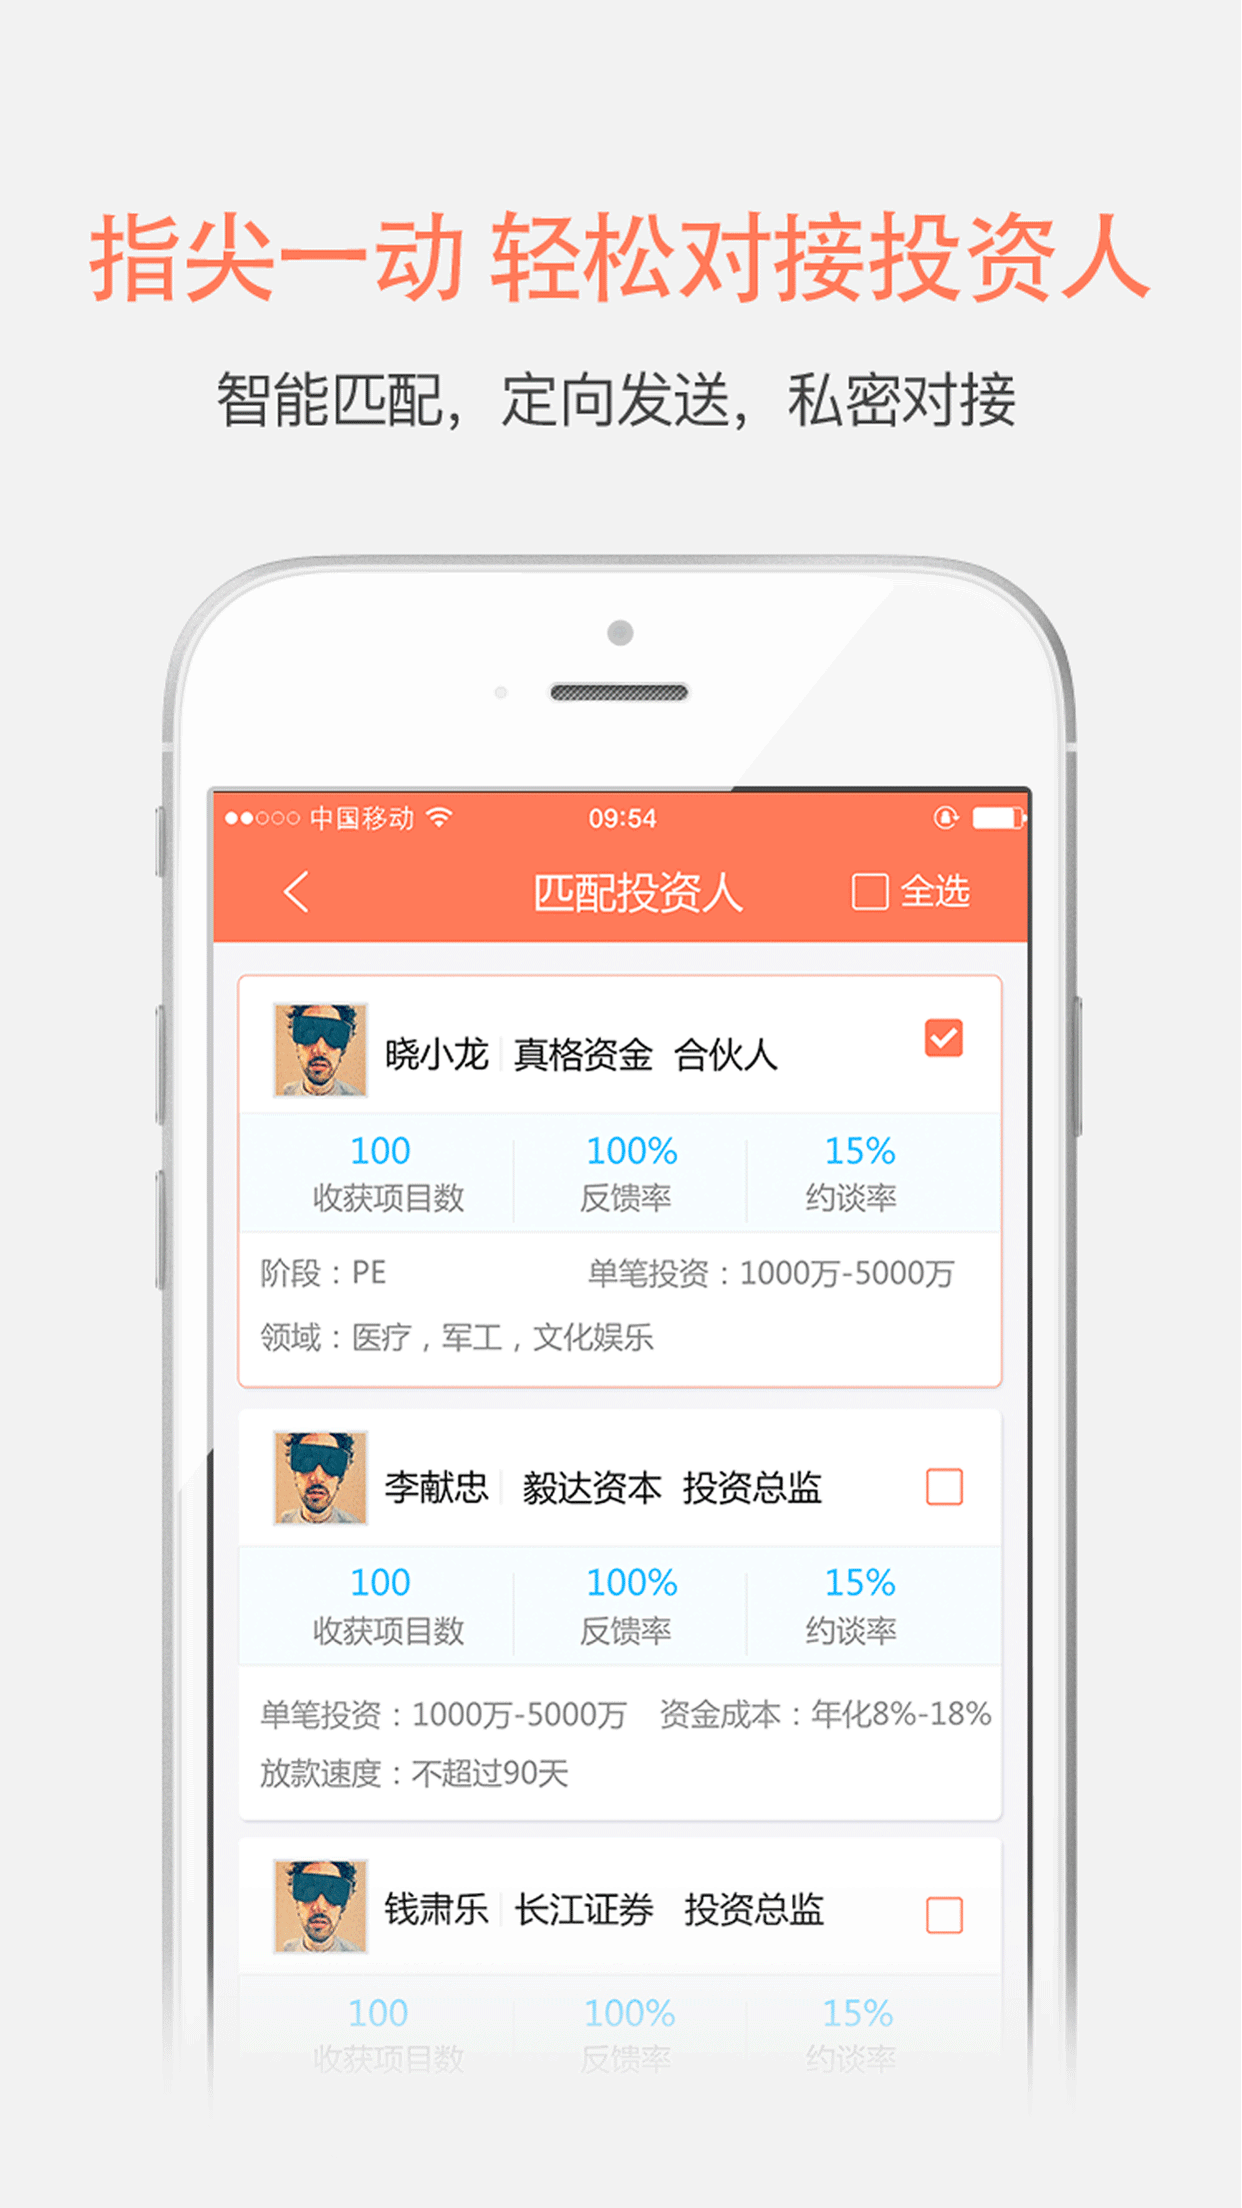 指尖一动 轻松对接投资人
智能匹配，定向发送，私密对接
中国移动 09:54
匹配投资人 全选
晓小龙 真格资金 合伙人
100 100% 15%
收获项目数 反馈率 约谈率
阶段：PE 单笔投资：1000万-5000万
领域：医疗，军工，文化娱乐
李献忠 毅达资本 投资总监
100 100% 15%
收获项目数 反馈率 约谈率
单笔投资：1000万-5000万 资金成本：年化8%-18%
放款速度：不超过90天
钱肃乐 长江证券 投资总监
100 100% 15%
收获项目数 反馈率 约谈率